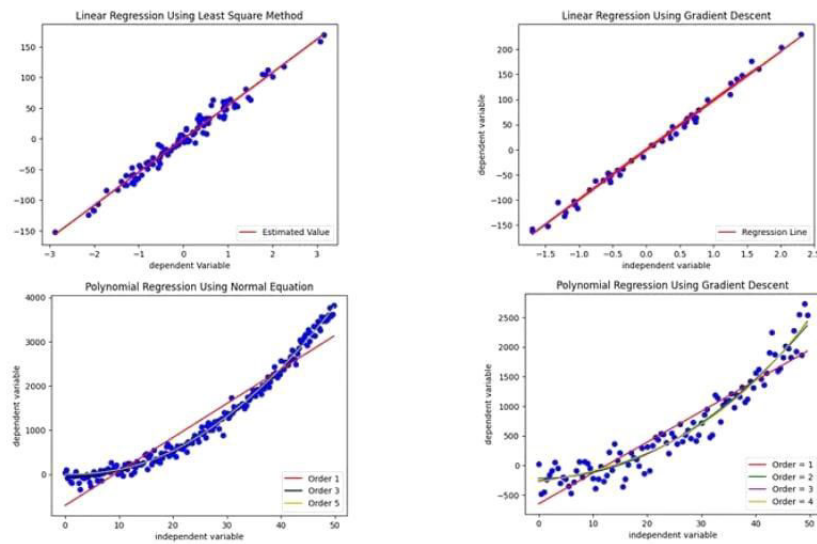 Linear Regression Using Least Square Method
150
100
50
0
−50
−100
−150
Estimated Value
−3 −2 −1 0 1 2 3
dependent Variable
Linear Regression Using Gradient Descent
dependent variable
200
150
100
50
0
−50
−100
−150
Regression Line
−1.5 −1.0 −0.5 0.0 0.5 1.0 1.5 2.0 2.5
independent variable
Polynomial Regression Using Normal Equation
dependent variable
4000
3000
2000
1000
0
Order 1
Order 3
Order 5
0 10 20 30 40 50
independent variable
Polynomial Regression Using Gradient Descent
dependent variable
2500
2000
1500
1000
500
0
−500
Order = 1
Order = 2
Order = 3
Order = 4
0 10 20 30 40 50
independent variable